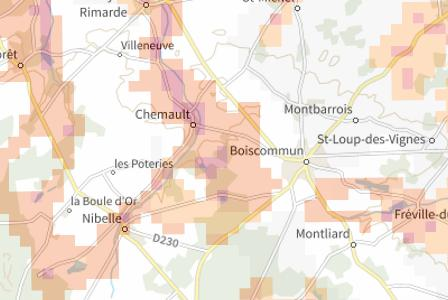 Rimarde
Villeneuve
Chemault
Montbarrois
St-Loup-des-Vignes
Boiscommun
les Poteries
la Boule d'Or
Nibelle
D230
Montliard